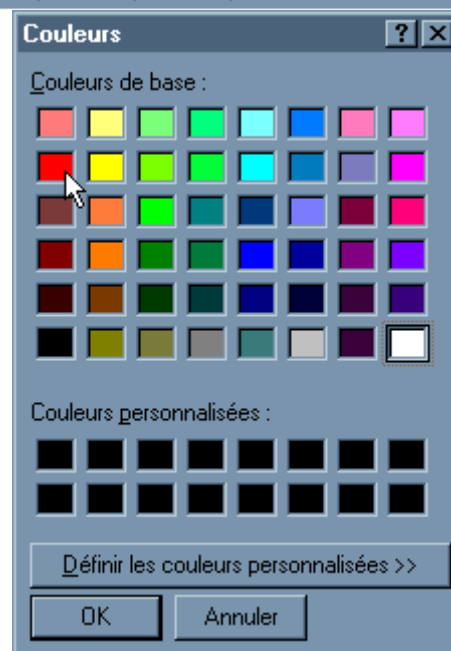 Couleurs
Couleurs de base :
Couleurs personnalisées :
Définir les couleurs personnalisées >>
OK
Annuler